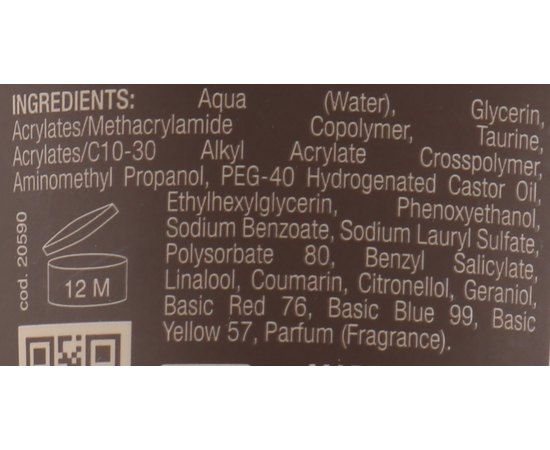 INGREDIENTS: Aqua (Water), Glycerin,
Acrylates/Methacrylamide Copolymer, Taurine,
Acrylates/C10-30 Alkyl Acrylate Crosspolymer,
Aminomethyl Propanol, PEG-40 Hydrogenated Castor Oil,
Ethylhexylglycerin, Phenoxyethanol,
Sodium Benzoate, Sodium Lauryl Sulfate,
Polysorbate 80, Benzyl Salicylate,
Linalool, Coumarin, Citronellol, Geraniol,
Basic Red 76, Basic Blue 99, Basic
Yellow 57, Parfum (Fragrance).
12 M
cod. 20590